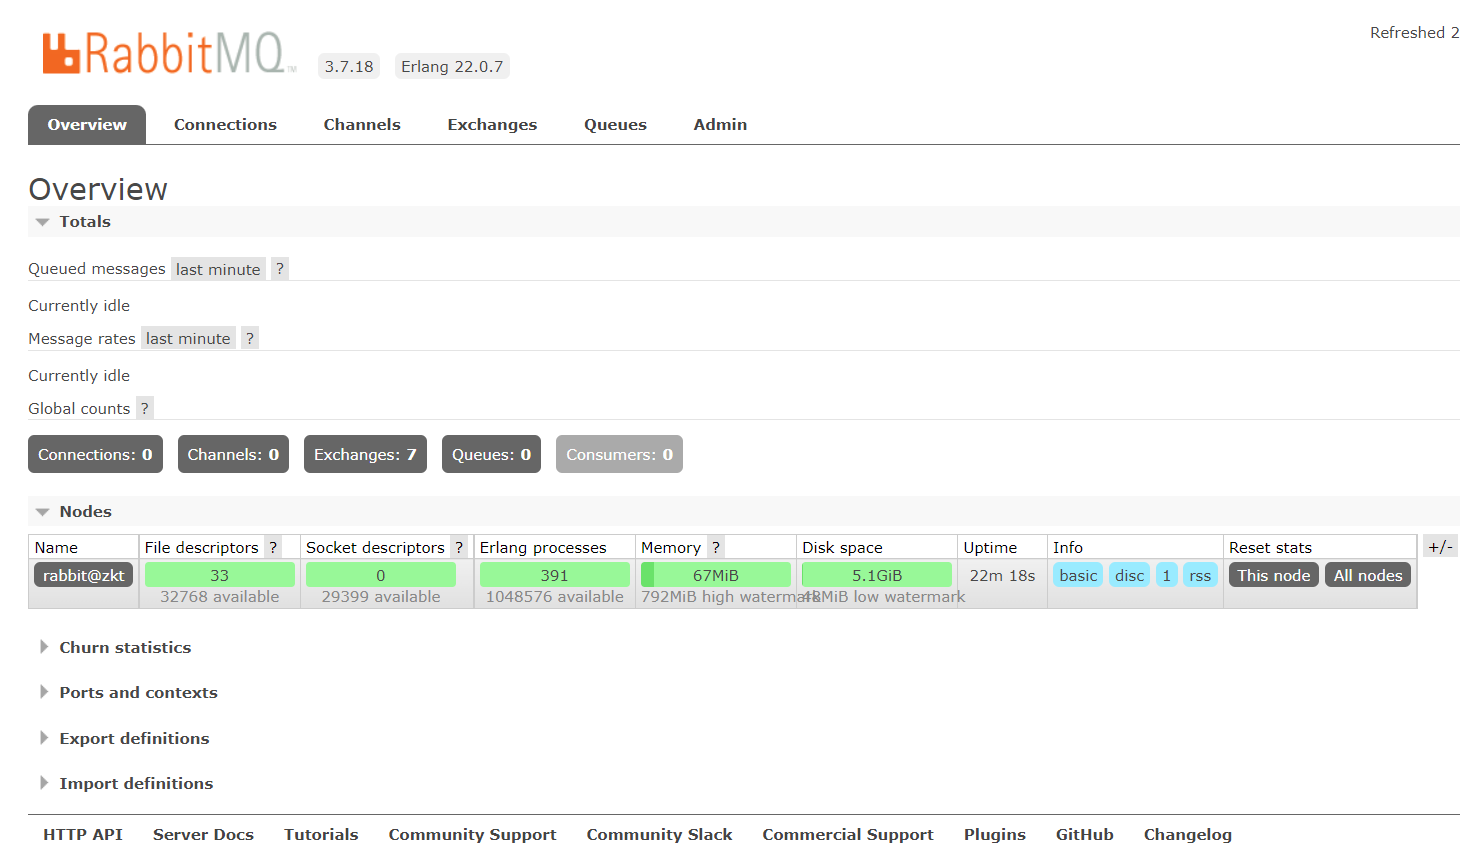 Refreshed 2
RabbitMQ™ 3.7.18 Erlang 22.0.7
Overview Connections Channels Exchanges Queues Admin
Overview
Totals
Queued messages last minute ?
Currently idle
Message rates last minute ?
Currently idle
Global counts ?
Connections: 0 Channels: 0 Exchanges: 7 Queues: 0 Consumers: 0
Nodes
Name File descriptors ? Socket descriptors ? Erlang processes Memory ? Disk space Uptime Info Reset stats +/-
rabbit@zkt 33 0 391 67MiB 5.1GiB 22m 18s basic disc 1 rss This node All nodes
32768 available 29399 available 1048576 available 792MiB high watermark 48MiB low watermark
Churn statistics
Ports and contexts
Export definitions
Import definitions
HTTP API Server Docs Tutorials Community Support Community Slack Commercial Support Plugins GitHub Changelog